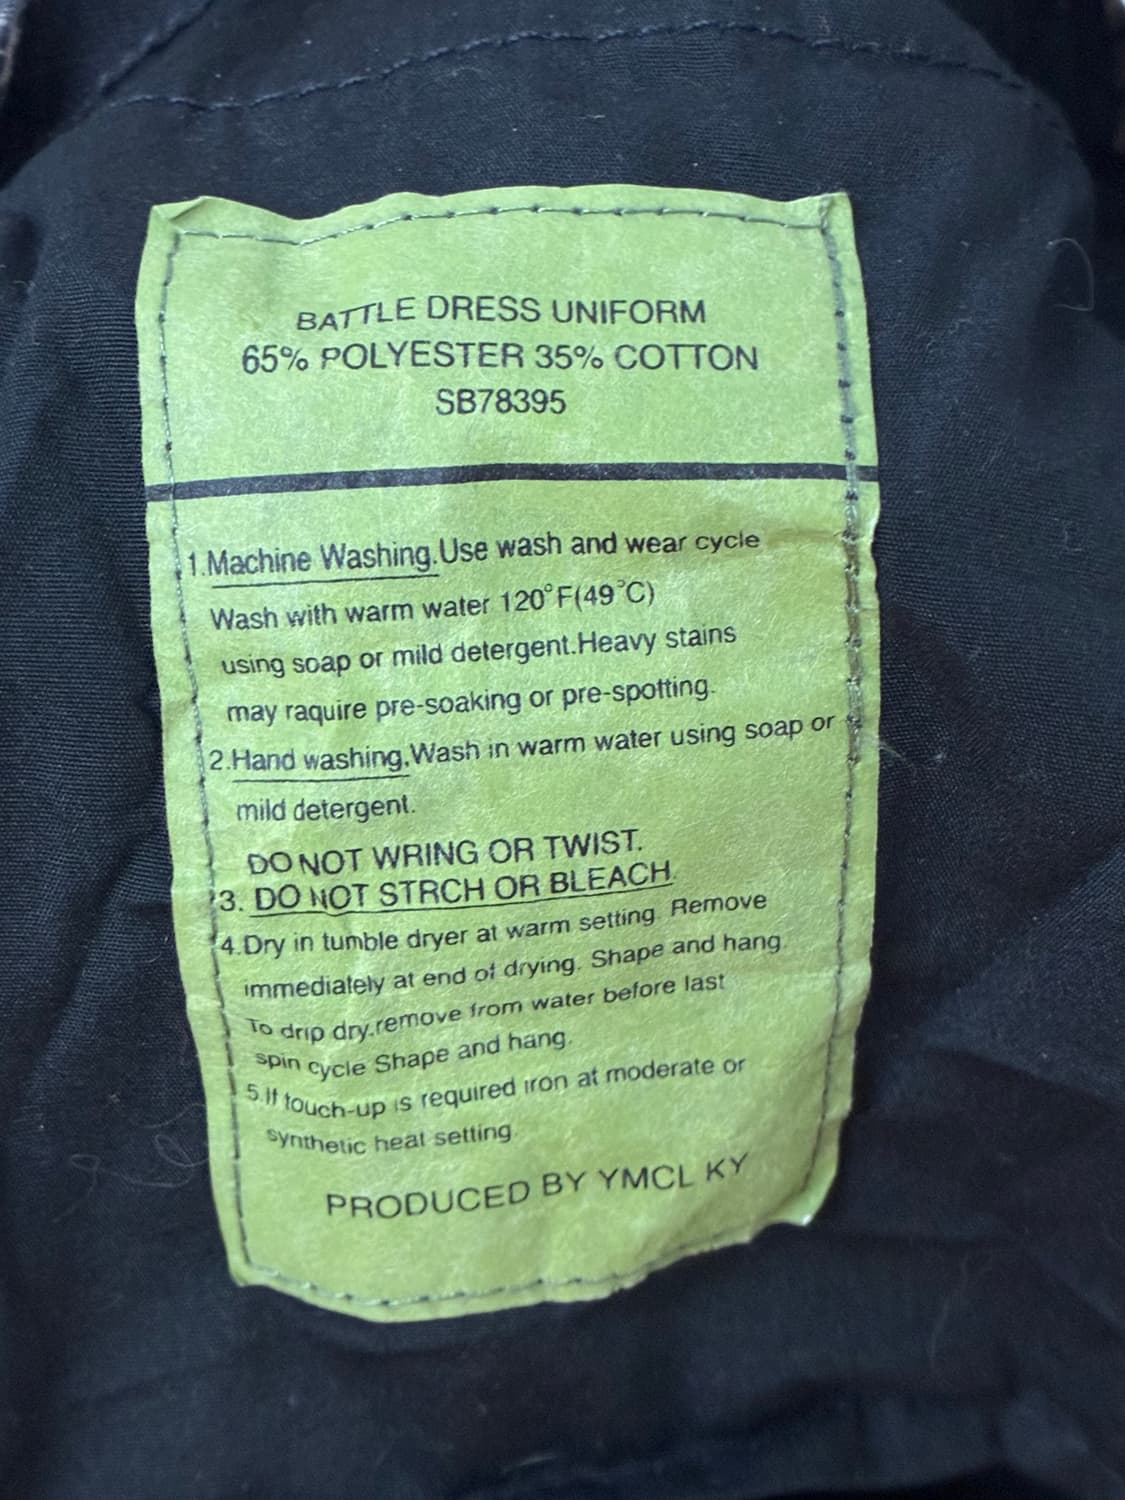 BATTLE DRESS UNIFORM
65% POLYESTER 35% COTTON
SB78395
1.Machine Washing.Use wash and wear cycle
Wash with warm water 120°F(49°C)
using soap or mild detergent.Heavy stains
may raquire pre-soaking or pre-spotting.
2.Hand washing.Wash in warm water using soap or
mild detergent.
DO NOT WRING OR TWIST.
3. DO NOT STRCH OR BLEACH.
4.Dry in tumble dryer at warm setting. Remove
immediately at end of drying. Shape and hang.
To drip dry.remove from water before last
spin cycle Shape and hang.
5.If touch-up is required iron at moderate or
synthetic heat setting.
PRODUCED BY YMCL KY